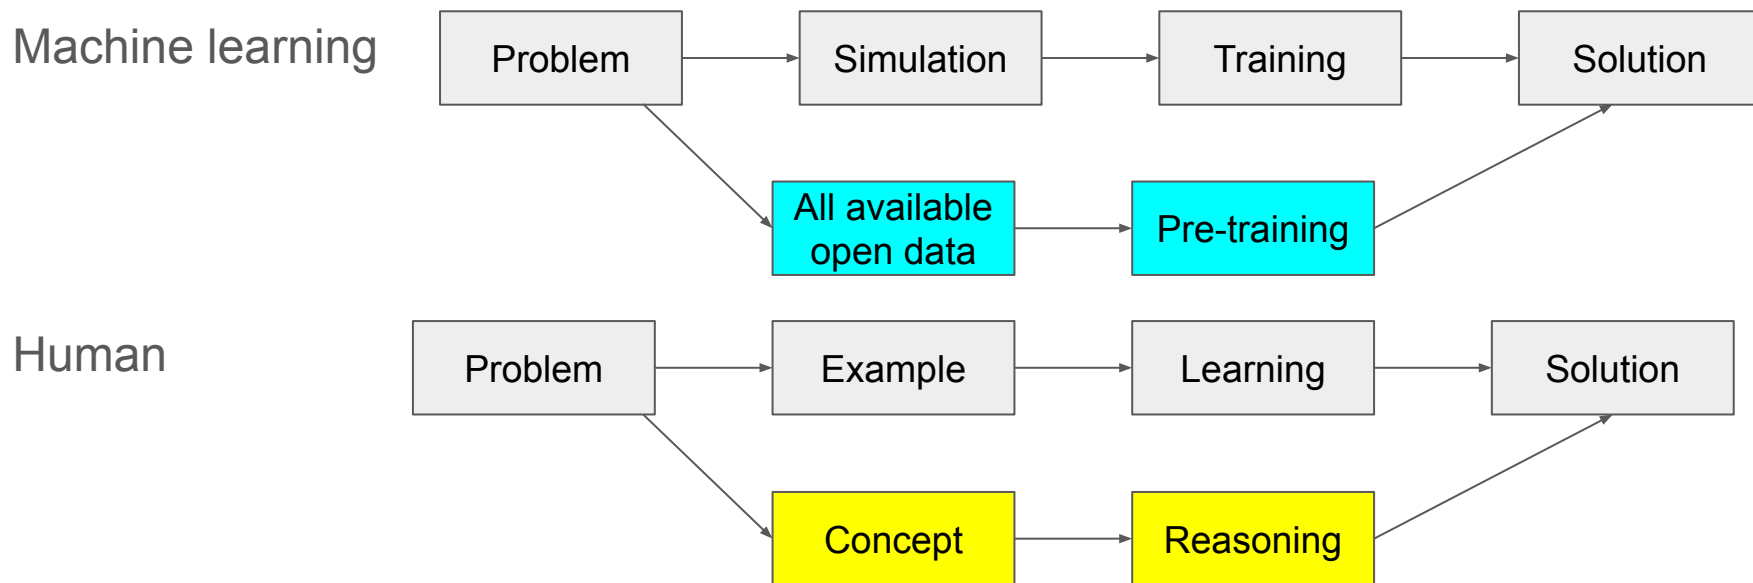 Machine learning
Problem
Simulation
Training
Solution
All available
open data
Pre-training
Human
Problem
Example
Learning
Solution
Concept
Reasoning